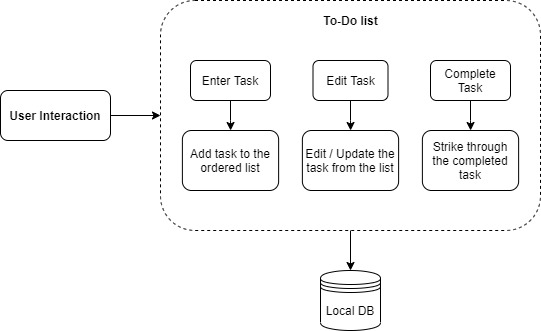 To-Do list
User Interaction
Enter Task
Edit Task
Complete
Task
Add task to the
ordered list
Edit / Update the
task from the list
Strike through
the completed
task
Local DB